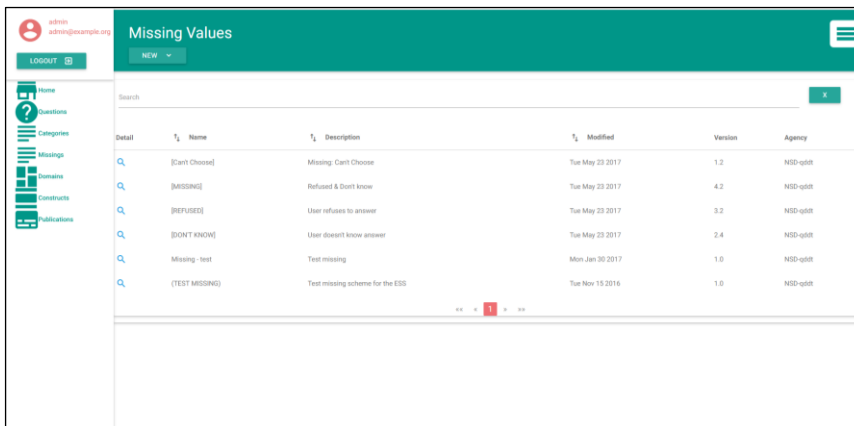 admin
admin@example.org
LOGOUT
Missing Values
NEW
Home
Questions
Categories
Missings
Domains
Constructs
Publications
Search
X
Detail Name Description Modified Version Agency
[Can't Choose] Missing: Can't Choose Tue May 23 2017 1.2 NSD-qddt
[MISSING] Refused & Don't know Tue May 23 2017 4.2 NSD-qddt
[REFUSED] User refuses to answer Tue May 23 2017 3.2 NSD-qddt
[DON'T KNOW] User doesn't know answer Tue May 23 2017 2.4 NSD-qddt
Missing - test Test missing Mon Jan 30 2017 1.0 NSD-qddt
(TEST MISSING) Test missing scheme for the ESS Tue Nov 15 2016 1.0 NSD-qddt
«« « 1 » »»